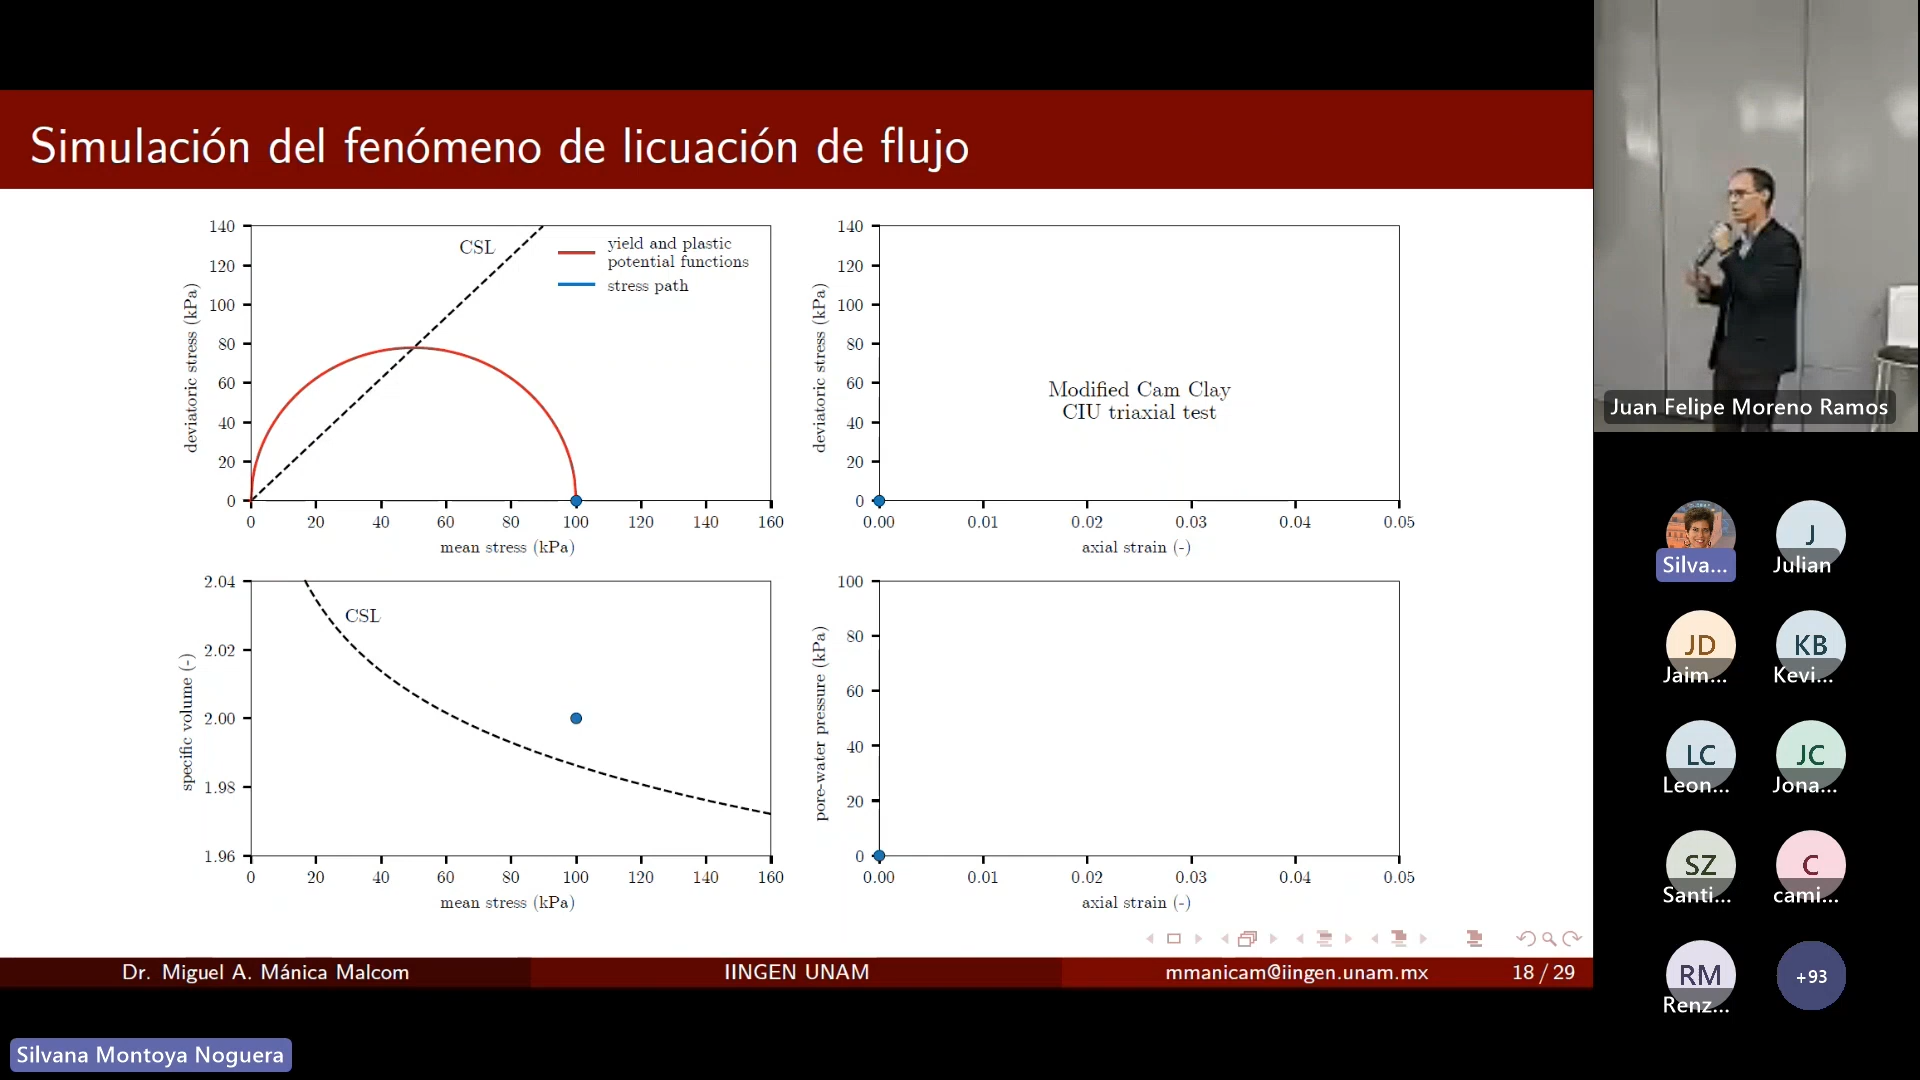 Simulación del fenómeno de licuación de flujo
140
120
100
80
60
40
20
0
deviatoric stress (kPa)
CSL
yield and plastic
potential functions
stress path
0 20 40 60 80 100 120 140 160
mean stress (kPa)
140
120
100
80
60
40
20
0
deviatoric stress (kPa)
Modified Cam Clay
CIU triaxial test
0.00 0.01 0.02 0.03 0.04 0.05
axial strain (-)
2.04
2.02
2.00
1.98
1.96
specific volume (-)
CSL
0 20 40 60 80 100 120 140 160
mean stress (kPa)
100
80
60
40
20
0
pore-water pressure (kPa)
0.00 0.01 0.02 0.03 0.04 0.05
axial strain (-)
Dr. Miguel A. Mánica Malcom IINGEN UNAM mmanicam@iingen.unam.mx 18 / 29
Silvana Montoya Noguera
Juan Felipe Moreno Ramos
Silva...
J
Julian
JD
Jaim...
KB
Kevi...
LC
Leon...
JC
Jona...
SZ
Santi...
C
cami...
RM
Renz...
+93